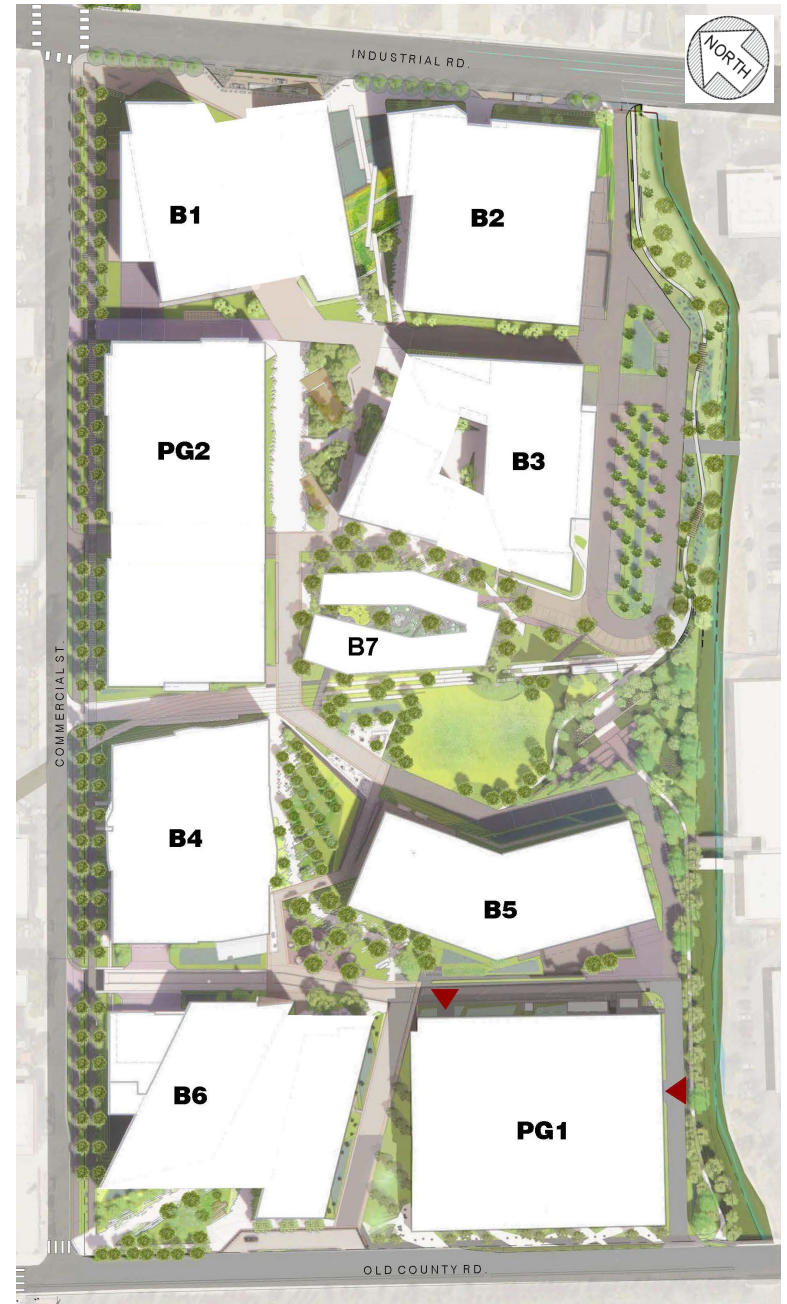 INDUSTRIAL RD.
NORTH
B1
B2
PG2
B3
B7
COMMERCIAL ST.
B4
B5
B6
PG1
OLD COUNTY RD.